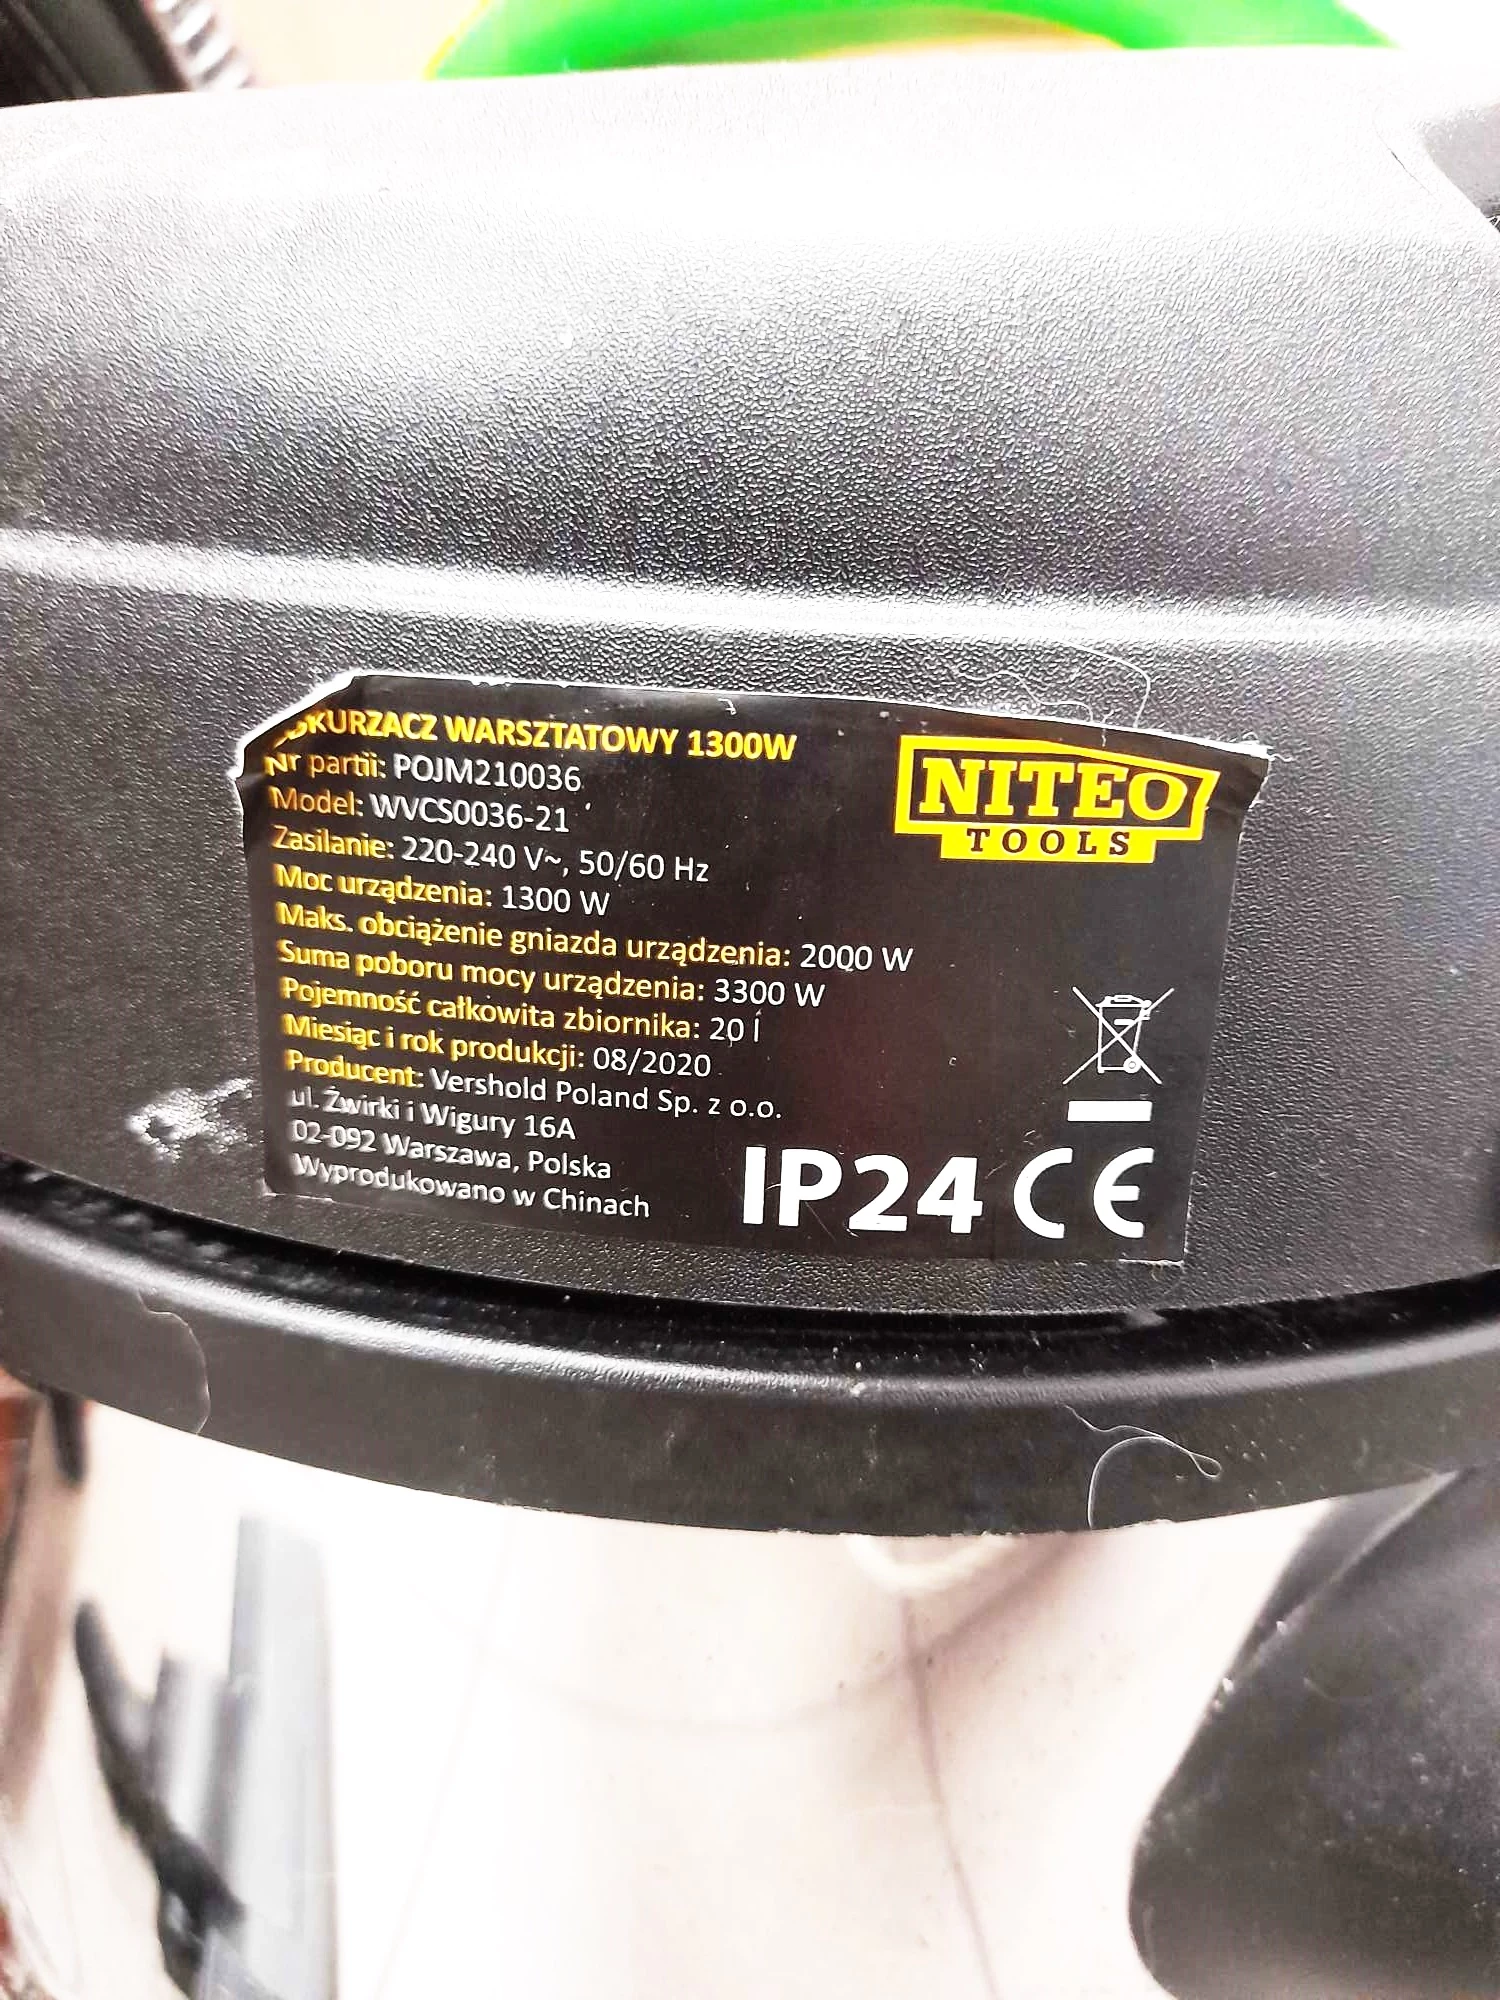 KURZACZ WARSZTATOWY 1300W
Nr partii: POJM210036
Model: WVCS0036-21
Zasilanie: 220-240 V~, 50/60 Hz
Moc urządzenia: 1300 W
Maks. obciążenie gniazda urządzenia: 2000 W
Suma poboru mocy urządzenia: 3300 W
Pojemność całkowita zbiornika: 20 l
Miesiąc i rok produkcji: 08/2020
Producent: Vershold Poland Sp. z o.o.
ul. Żwirki i Wigury 16A
02-092 Warszawa, Polska
Wyprodukowano w Chinach
NITEO
TOOLS
IP24 CE